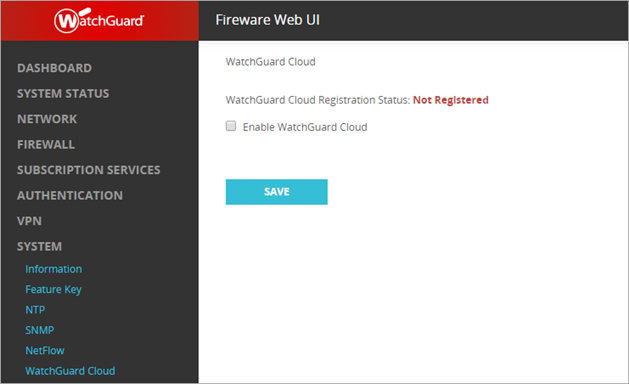 WatchGuard
Fireware Web UI
DASHBOARD
SYSTEM STATUS
NETWORK
FIREWALL
SUBSCRIPTION SERVICES
AUTHENTICATION
VPN
SYSTEM
Information
Feature Key
NTP
SNMP
NetFlow
WatchGuard Cloud
WatchGuard Cloud
WatchGuard Cloud Registration Status: Not Registered
Enable WatchGuard Cloud
SAVE